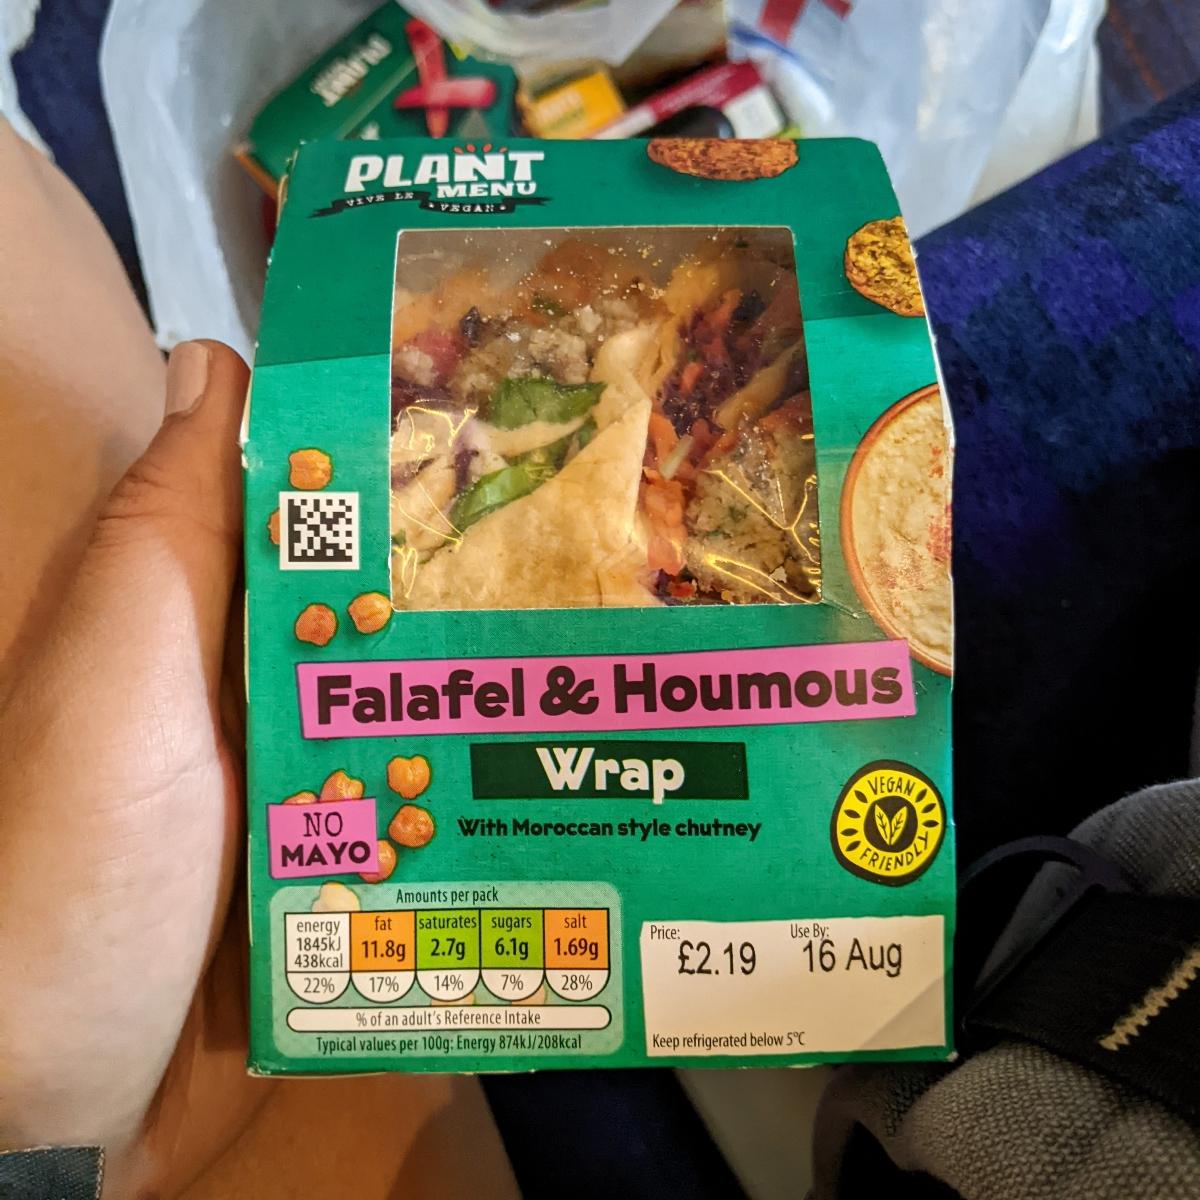 PLANT
MENU
VIVE LE
• VEGAN •
Falafel & Houmous
Wrap
With Moroccan style chutney
NO
MAYO
VEGAN
FRIENDLY
Amounts per pack
energy fat saturates sugars salt
1845kJ 11.8g 2.7g 6.1g 1.69g
438kcal
22% 17% 14% 7% 28%
% of an adult's Reference Intake
Typical values per 100g: Energy 874kJ/208kcal
Price: Use By:
£2.19 16 Aug
Keep refrigerated below 5°C